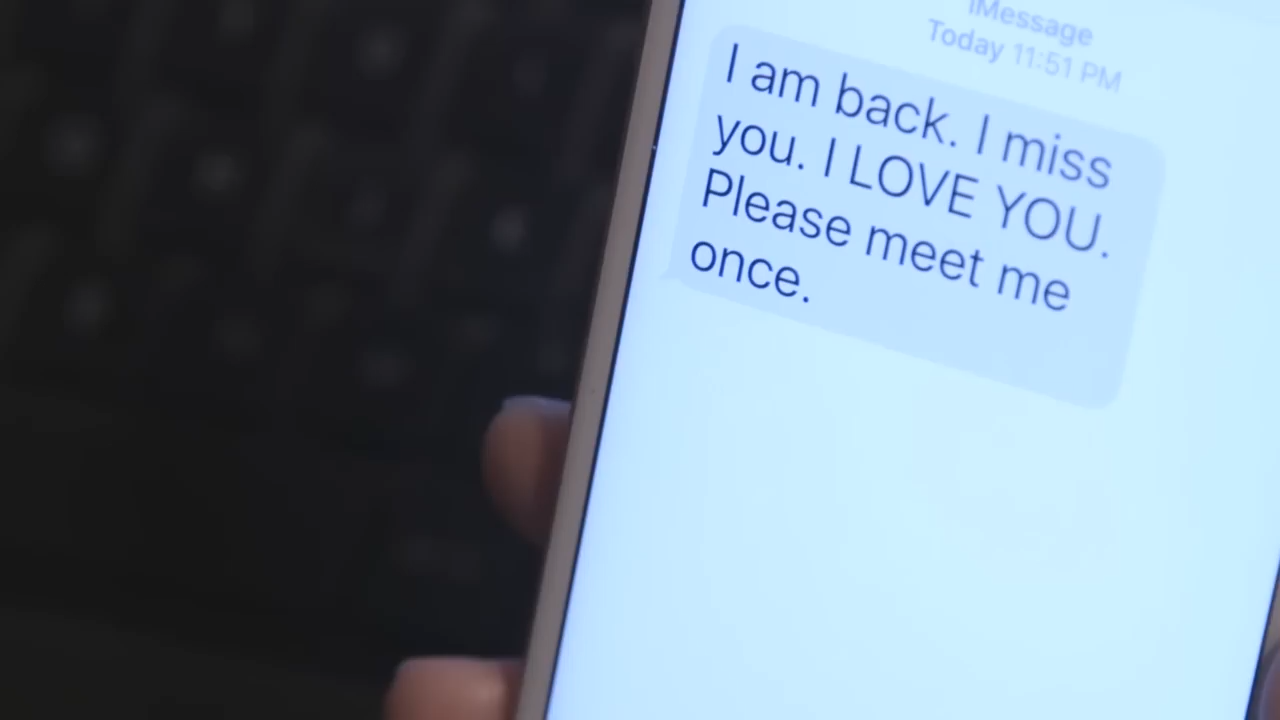 iMessage
Today 11:51 PM
I am back. I miss
you. I LOVE YOU.
Please meet me
once.